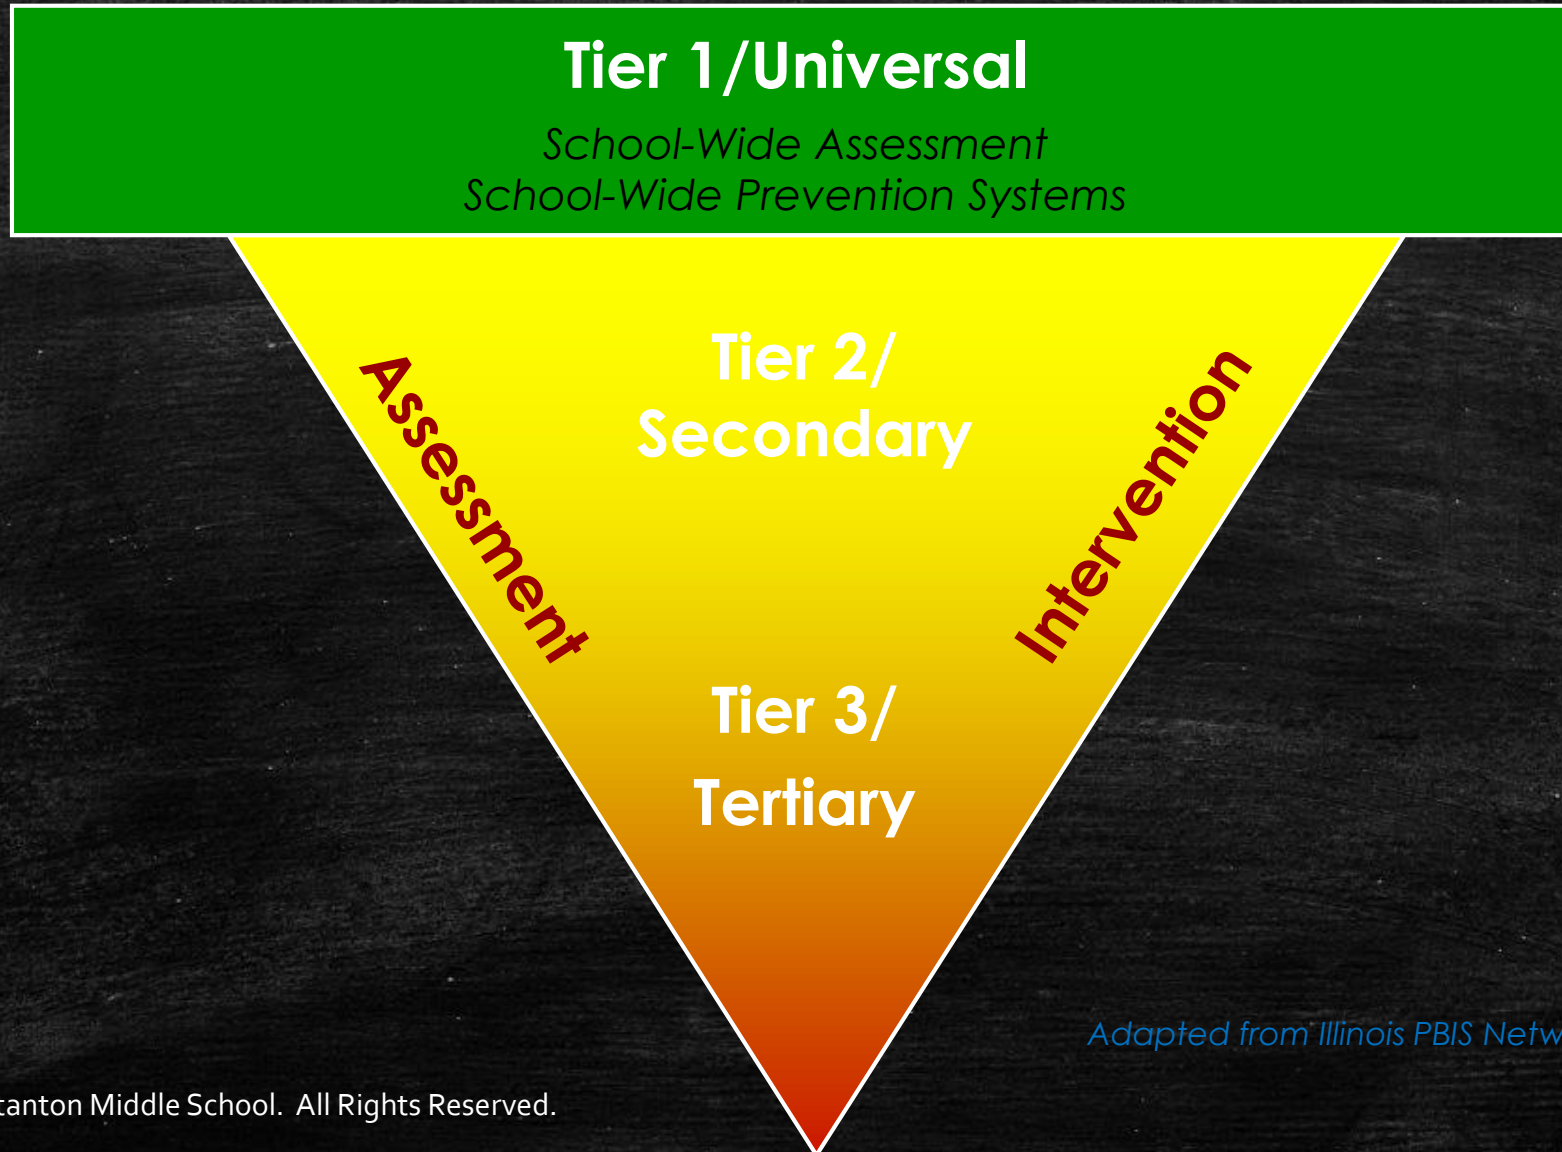 Tier 1/Universal
School-Wide Assessment
School-Wide Prevention Systems
Tier 2/
Secondary
Assessment
Intervention
Tier 3/
Tertiary
Adapted from Illinois PBIS
Middle School. All Rights Reserved.